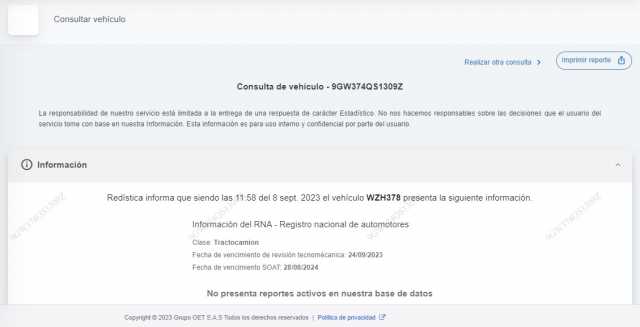 Consultar vehículo
Realizar otra consulta >
Imprimir reporte
Consulta de vehículo - 9GW374QS1309Z
La responsabilidad de nuestro servicio está limitada a la entrega de una respuesta de carácter Estadístico. No nos hacemos responsables sobre las decisiones que el usuario del
servicio tome con base en nuestra Información. Esta información es para uso interno y confidencial por parte del usuario.
Información
Redística informa que siendo las 11:58 del 8 sept. 2023 el vehículo WZH378 presenta la siguiente información.
Información del RNA - Registro nacional de automotores
Clase: Tractocamion
Fecha de vencimiento de revisión tecnomécanica: 24/09/2023
Fecha de vencimiento SOAT: 28/08/2024
No presenta reportes activos en nuestra base de datos
Copyright © 2023 Grupo OET S.A.S Todos los derechos reservados | Política de privacidad